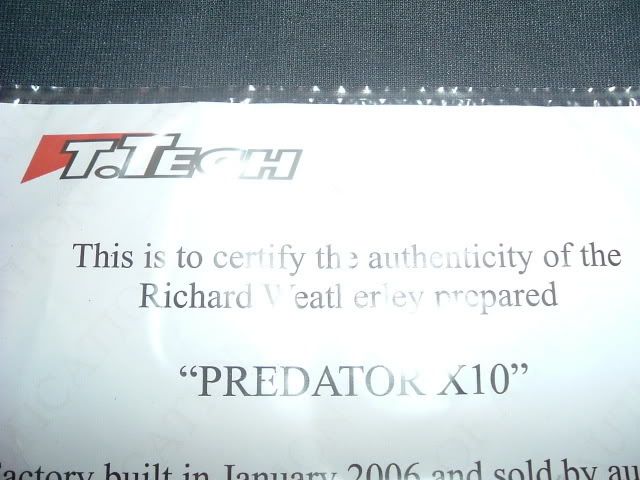 T.TECH
This is to certify the authenticity of the
Richard Weatherley prepared
“PREDATOR X10”
Factory built in January 2006 and sold by au